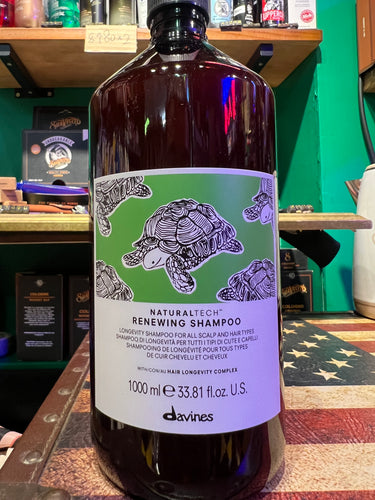 NATURALTECH™
RENEWING SHAMPOO
LONGEVITY SHAMPOO FOR ALL SCALP AND HAIR TYPES
SHAMPOO DI LONGEVITÀ PER TUTTI I TIPI DI CUTE E CAPELLI
SHAMPOOING DE LONGÉVITÉ POUR TOUS TYPES
DE CUIR CHEVELU ET CHEVEUX
WITH/CON/AU HAIR LONGEVITY COMPLEX
1000 ml ℮ 33.81 fl.oz. U.S.
davines
COLOGNE